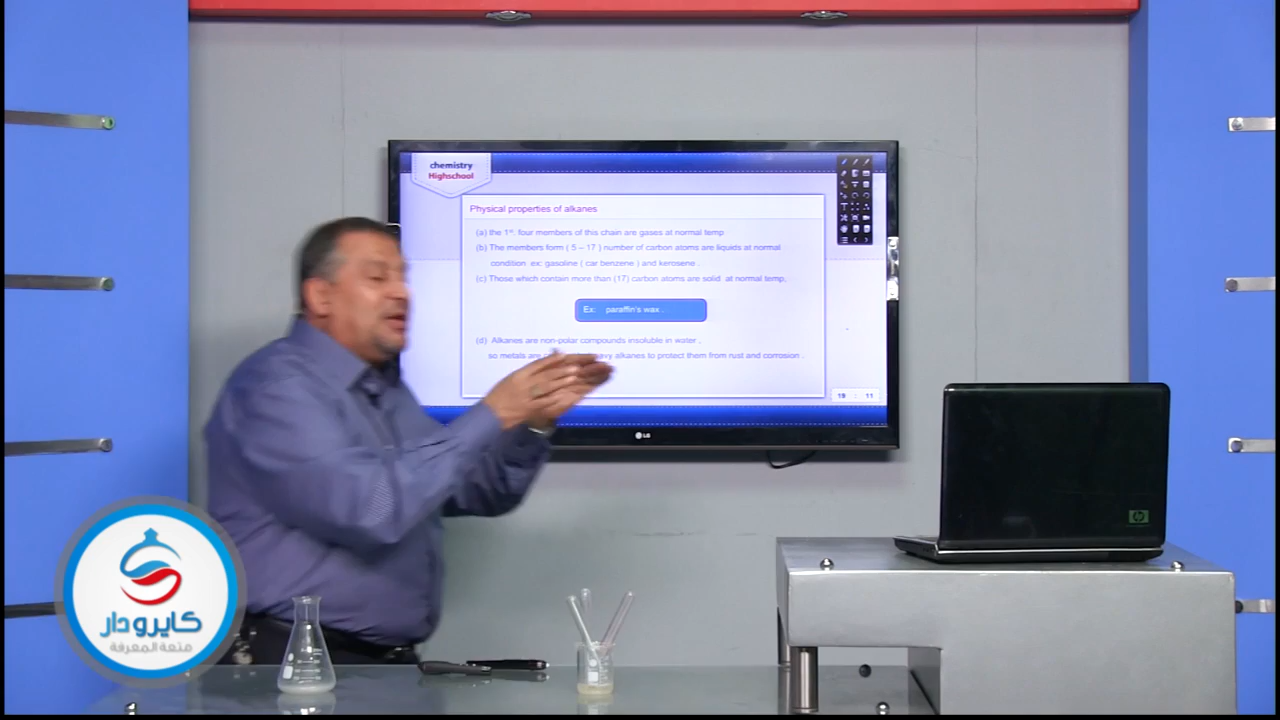 chemistry
Highschool
Physical properties of alkanes
(a) the 1st. four members of this chain are gases at normal temp
(b) The members form ( 5 – 17 ) number of carbon atoms are liquids at normal
condition ex: gasoline ( car benzene ) and kerosene .
(c) Those which contain more than (17) carbon atoms are solid at normal temp.
Ex: paraffin's wax .
(d) Alkanes are non-polar compounds insoluble in water ,
so metals are alkanes to protect them from rust and corrosion .
19 : 11
LG
hp
كايرو دار
متعة المعرفة